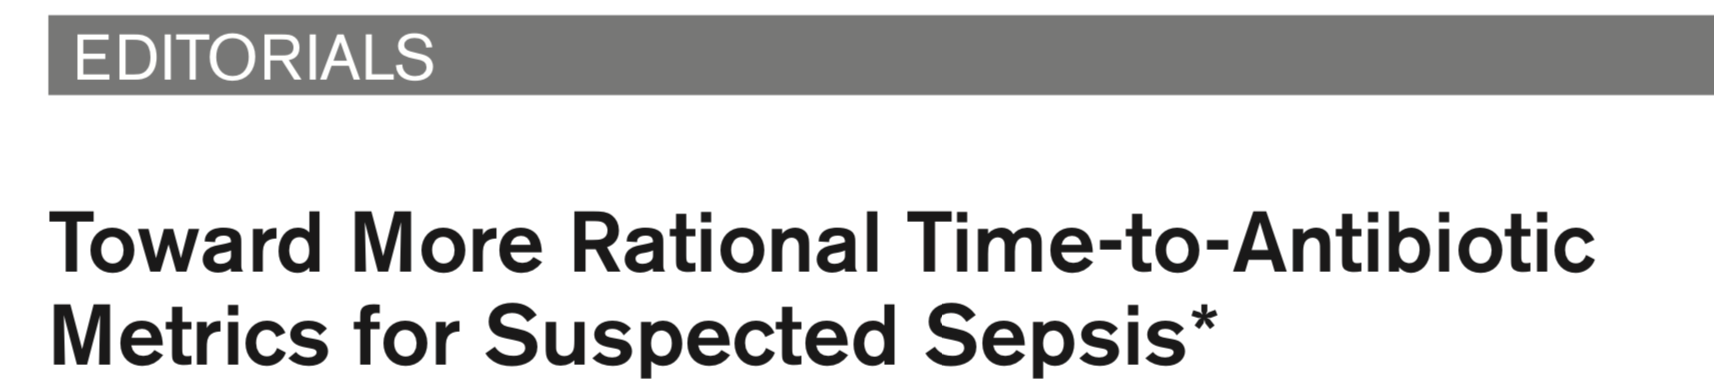 EDITORIALS
Toward More Rational Time-to-Antibiotic
Metrics for Suspected Sepsis*